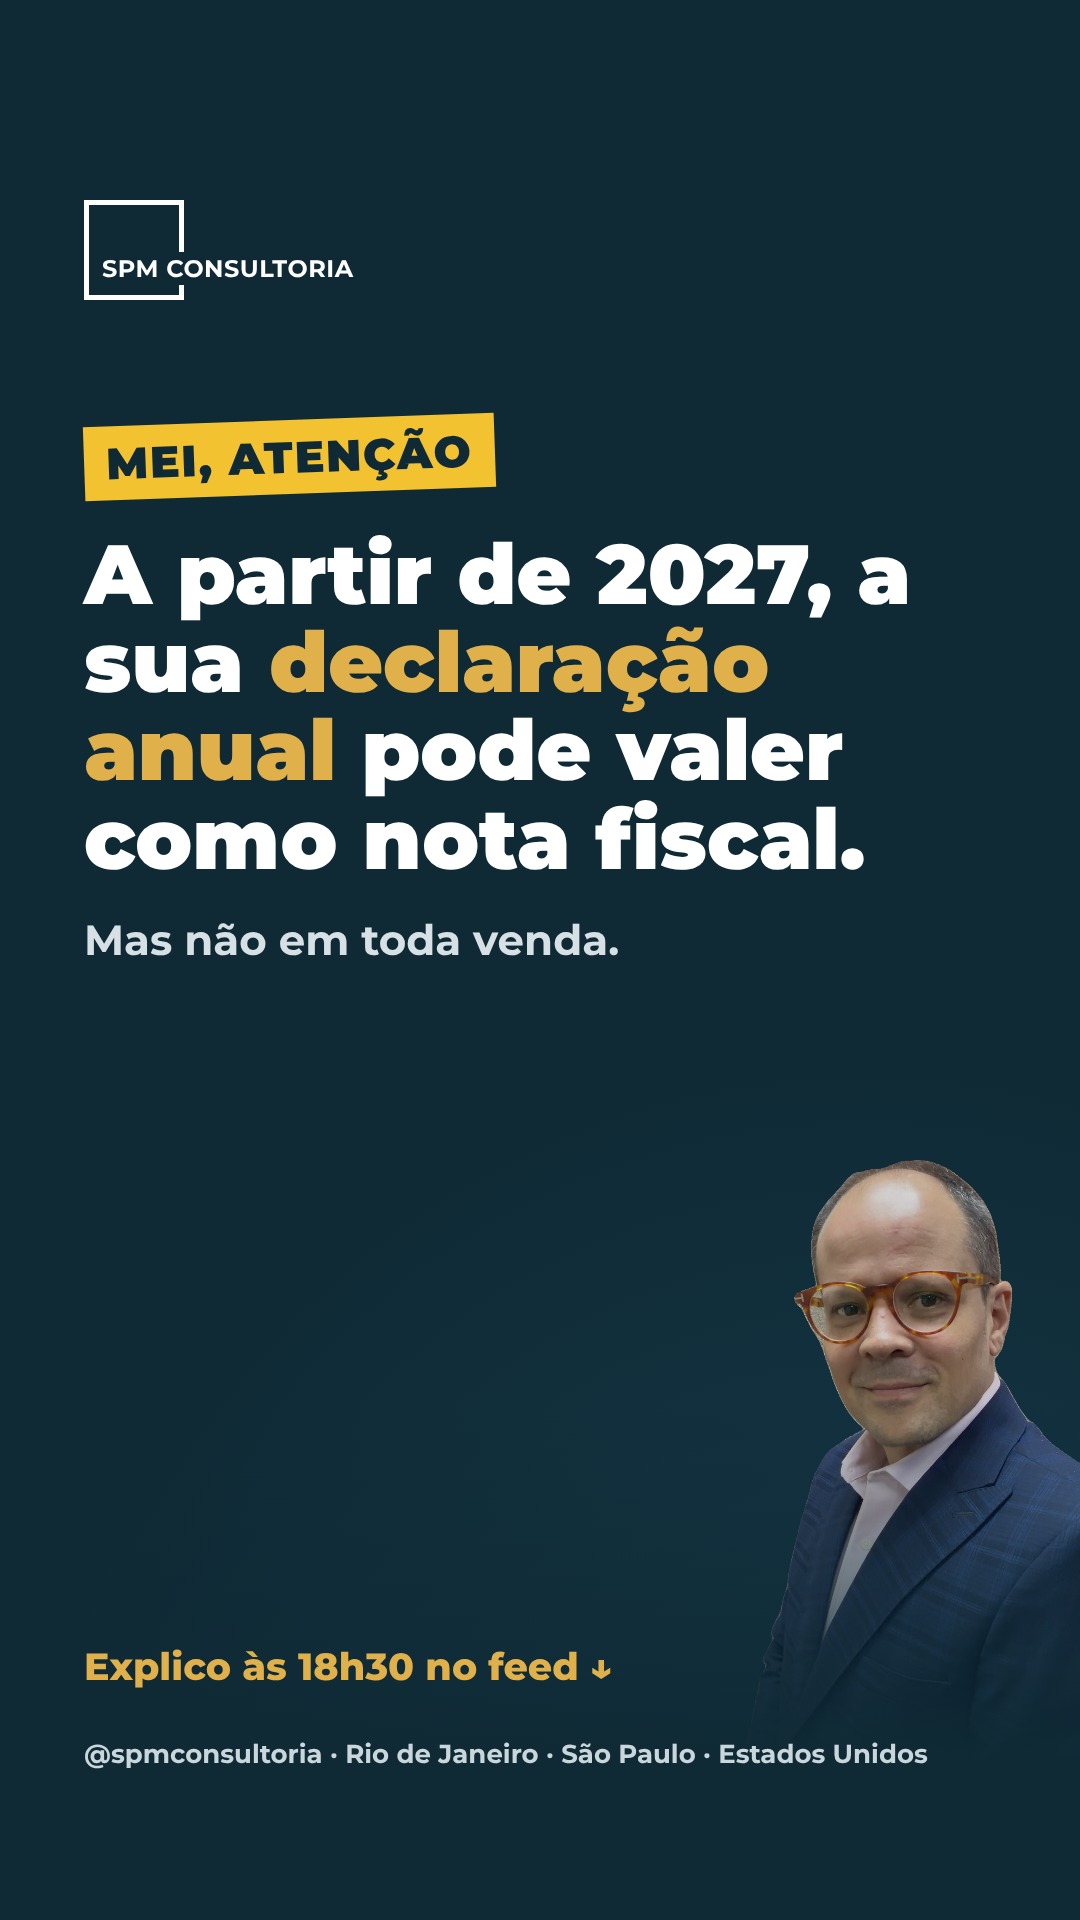 SPM CONSULTORIA
MEI, ATENÇÃO
A partir de 2027, a
sua declaração
anual pode valer
como nota fiscal.
Mas não em toda venda.
Explico às 18h30 no feed ↓
@spmconsultoria · Rio de Janeiro · São Paulo · Estados Unidos